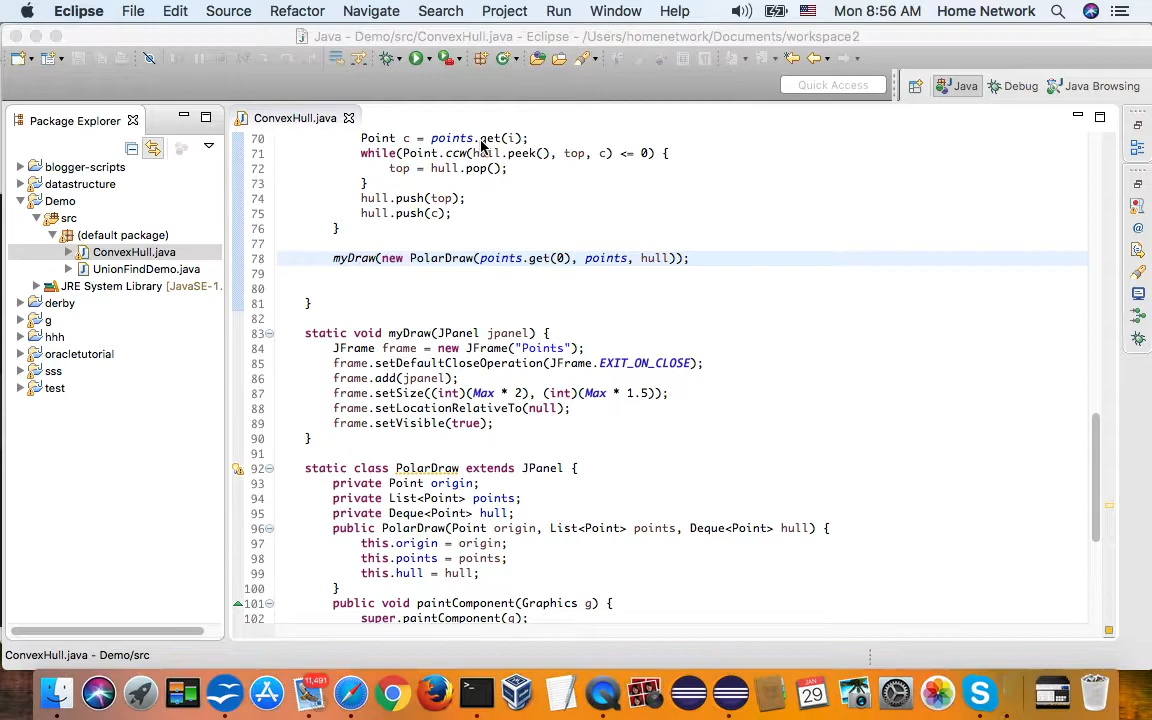 Eclipse File Edit Source Refactor Navigate Search Project Run Window Help Mon 8:56 AM Home Network
Java - Demo/src/ConvexHull.java - Eclipse - /Users/homenetwork/Documents/workspace2
Quick Access Java Debug Java Browsing
Package Explorer
blogger-scripts
datastructure
Demo
src
(default package)
ConvexHull.java
UnionFindDemo.java
JRE System Library [JavaSE-1.
derby
g
hhh
oracletutorial
sss
test
ConvexHull.java
70 Point c = points.get(i);
71 while(Point.ccw(hull.peek(), top, c) <= 0) {
72 top = hull.pop();
73 }
74 hull.push(top);
75 hull.push(c);
76 }
77
78 myDraw(new PolarDraw(points.get(0), points, hull));
79
80
81 }
82
83 static void myDraw(JPanel jpanel) {
84 JFrame frame = new JFrame("Points");
85 frame.setDefaultCloseOperation(JFrame.EXIT_ON_CLOSE);
86 frame.add(jpanel);
87 frame.setSize((int)(Max * 2), (int)(Max * 1.5));
88 frame.setLocationRelativeTo(null);
89 frame.setVisible(true);
90 }
91
92 static class PolarDraw extends JPanel {
93 private Point origin;
94 private List<Point> points;
95 private Deque<Point> hull;
96 public PolarDraw(Point origin, List<Point> points, Deque<Point> hull) {
97 this.origin = origin;
98 this.points = points;
99 this.hull = hull;
100 }
101 public void paintComponent(Graphics g) {
102 super.paintComponent(g);
ConvexHull.java - Demo/src
11,491
JAN
29